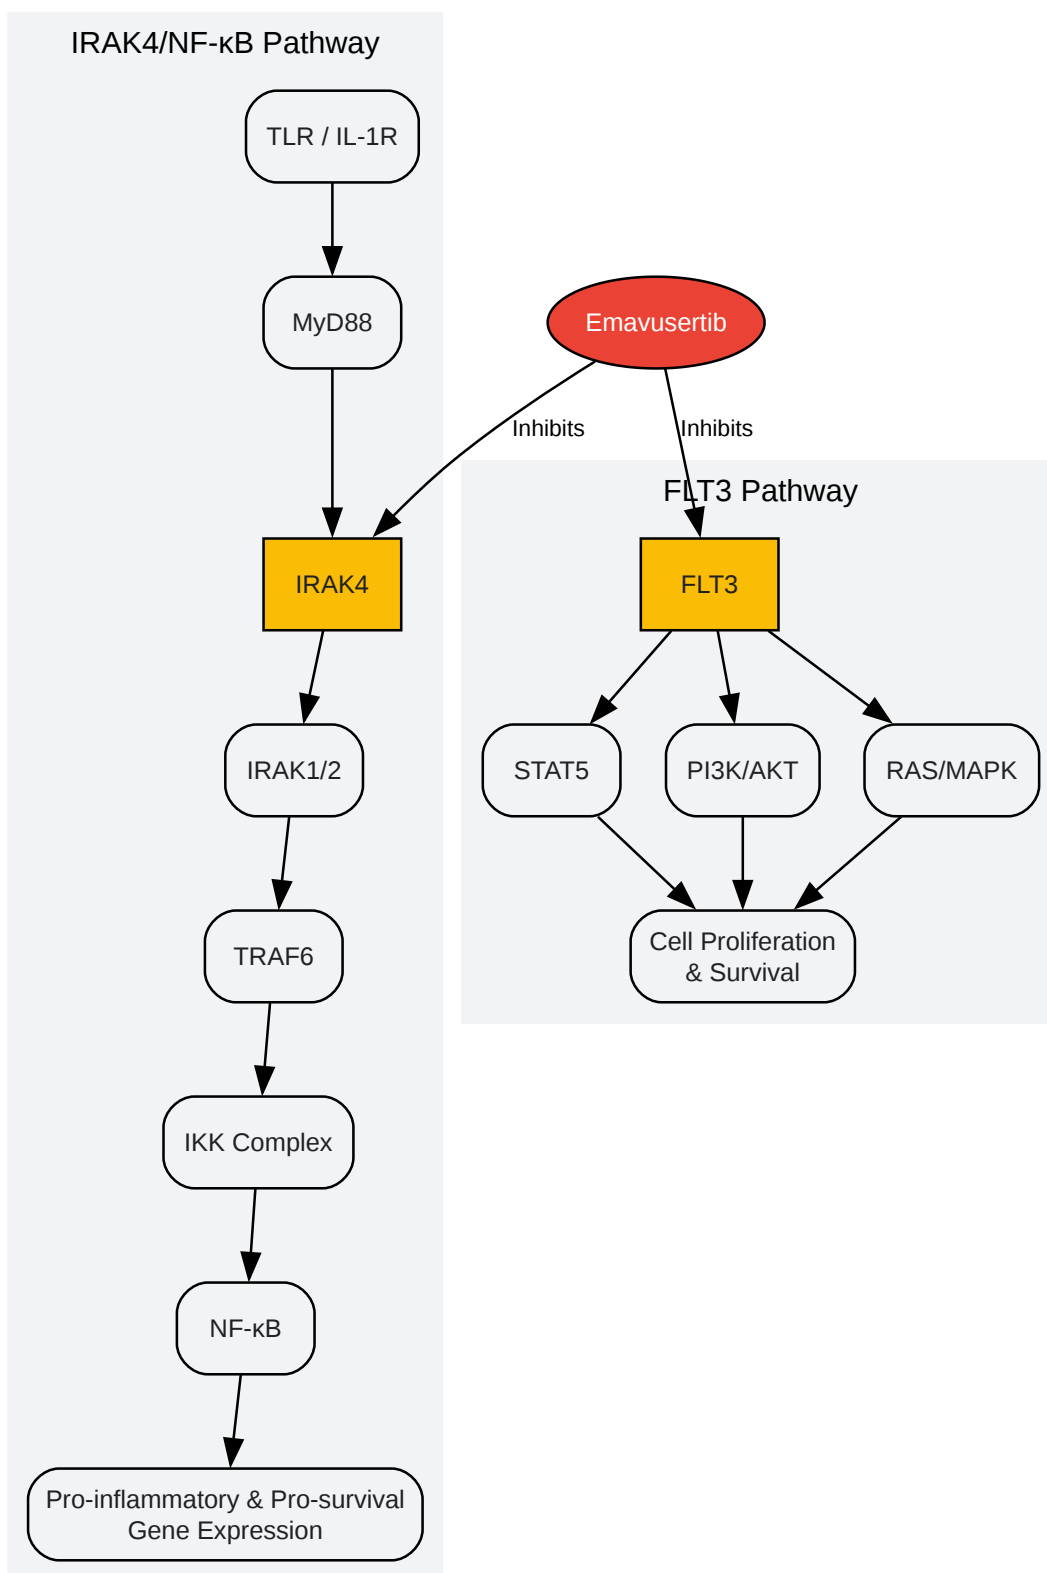 IRAK4/NF-κB Pathway
TLR / IL-1R
MyD88
Emavusertib
Inhibits
Inhibits
FLT3 Pathway
IRAK4
FLT3
IRAK1/2
STAT5
PI3K/AKT
RAS/MAPK
TRAF6
Cell Proliferation
& Survival
IKK Complex
NF-κB
Pro-inflammatory & Pro-survival
Gene Expression